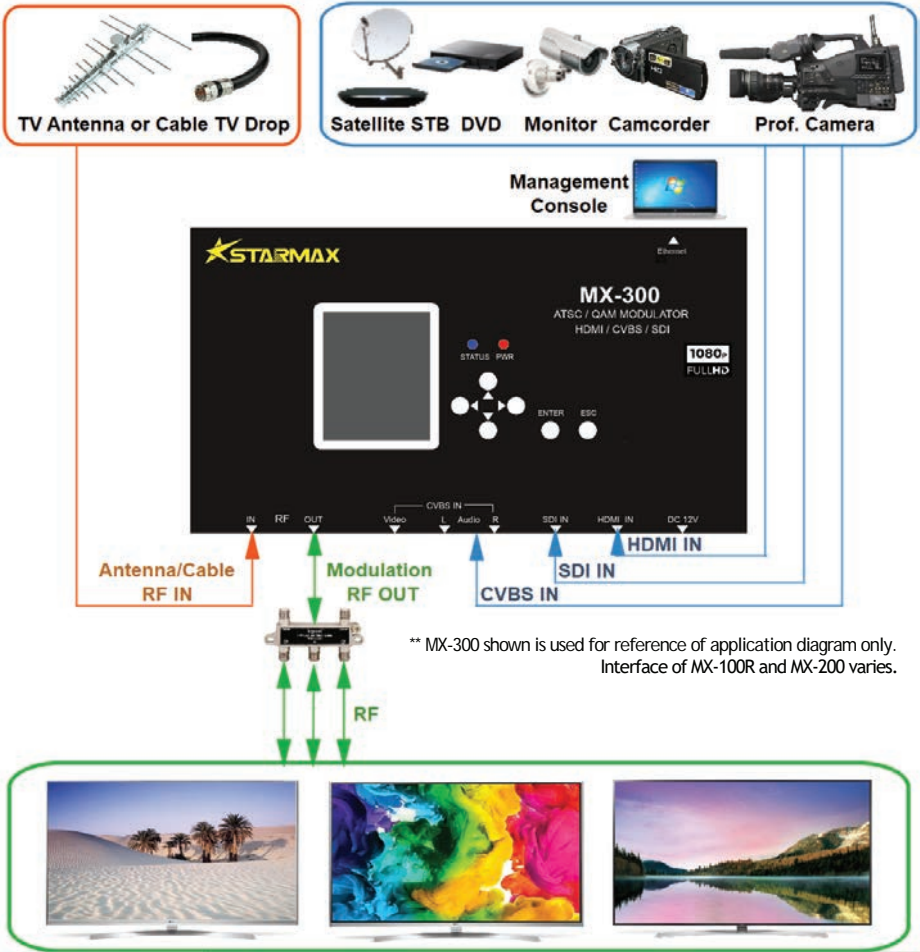 TV Antenna or Cable TV Drop
Satellite STB DVD Monitor Camcorder Prof. Camera
Management
Console
STARMAX
Ethernet
MX-300
ATSC / QAM MODULATOR
HDMI / CVBS / SDI
STATUS PWR
1080p
FULLHD
ENTER ESC
CVBS IN
IN RF OUT Video L Audio R SDI IN HDMI IN DC 12V
HDMI IN
Antenna/Cable
RF IN
Modulation
RF OUT
SDI IN
CVBS IN
** MX-300 shown is used for reference of application diagram only.
Interface of MX-100R and MX-200 varies.
RF